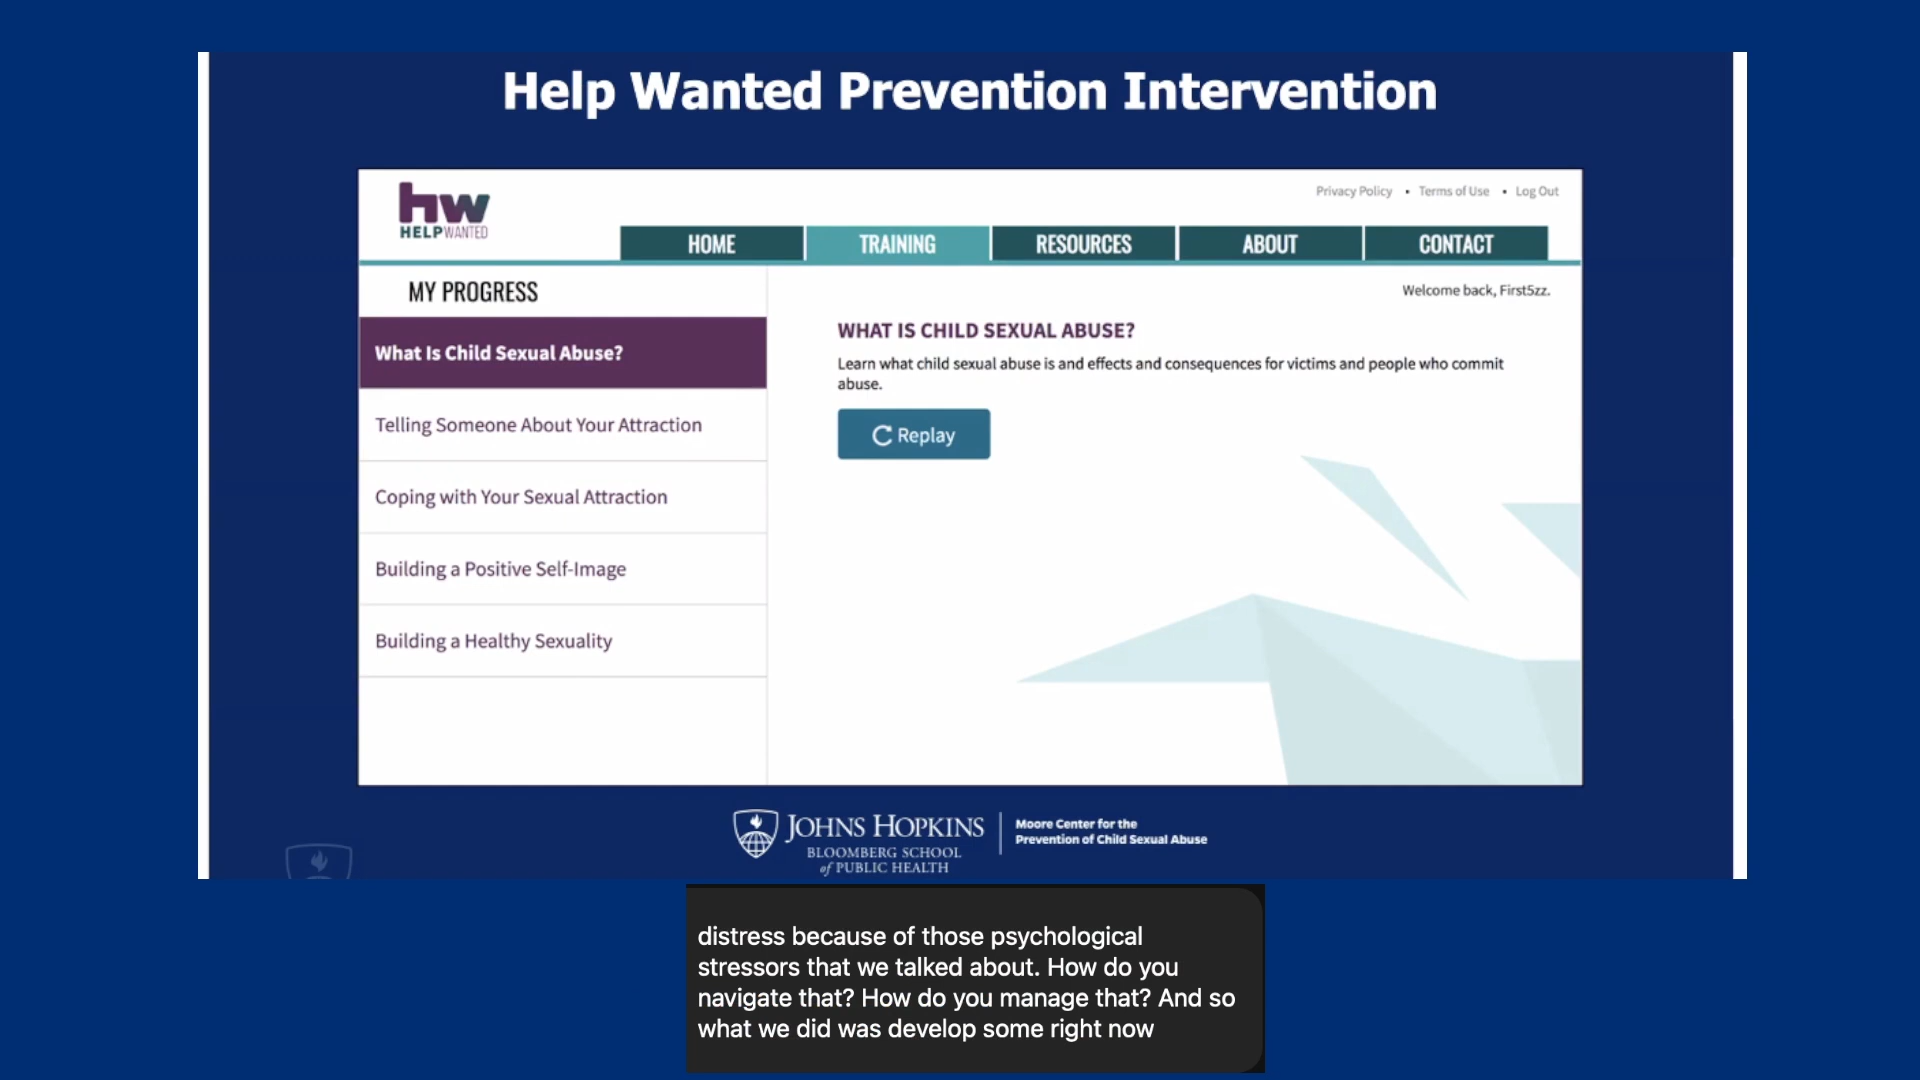 Help Wanted Prevention Intervention
hw
HELPWANTED
Privacy Policy • Terms of Use • Log Out
HOME
TRAINING
RESOURCES
ABOUT
CONTACT
MY PROGRESS
Welcome back, First5zz.
What Is Child Sexual Abuse?
Telling Someone About Your Attraction
Coping with Your Sexual Attraction
Building a Positive Self-Image
Building a Healthy Sexuality
WHAT IS CHILD SEXUAL ABUSE?
Learn what child sexual abuse is and effects and consequences for victims and people who commit
abuse.
Replay
JOHNS HOPKINS
BLOOMBERG SCHOOL
of PUBLIC HEALTH
Moore Center for the
Prevention of Child Sexual Abuse
distress because of those psychological
stressors that we talked about. How do you
navigate that? How do you manage that? And so
what we did was develop some right now